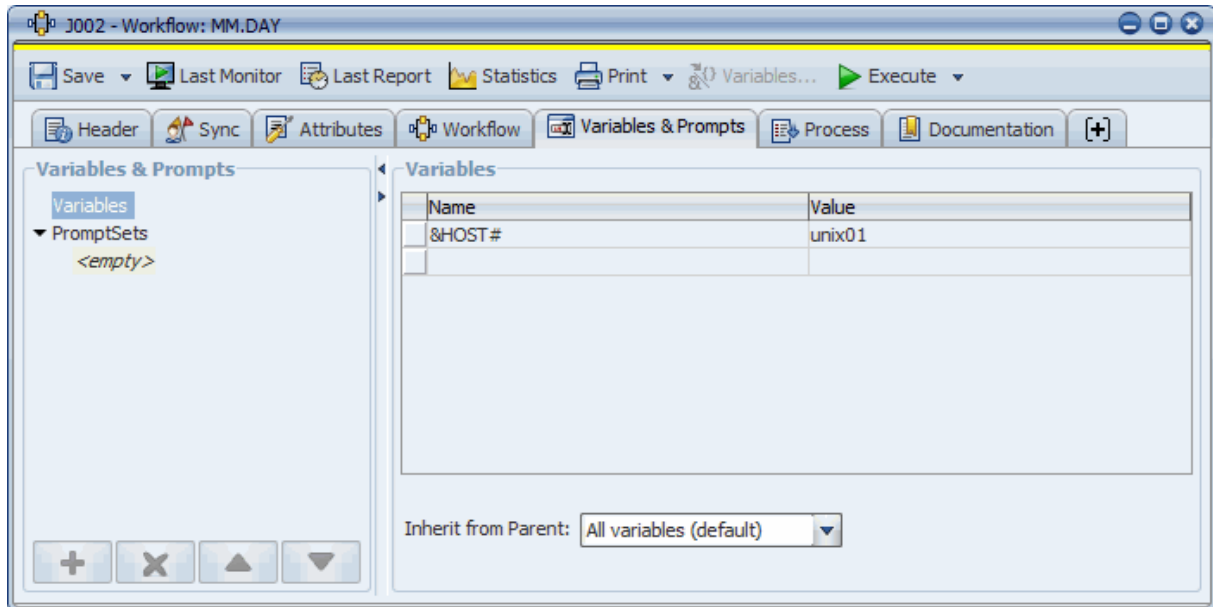 J002 - Workflow: MM.DAY
Save Last Monitor Last Report Statistics Print Variables... Execute
Header Sync Attributes Workflow Variables & Prompts Process Documentation [+]
Variables & Prompts
Variables
PromptSets
<empty>
Variables
Name Value
&HOST# unix01
Inherit from Parent: All variables (default)